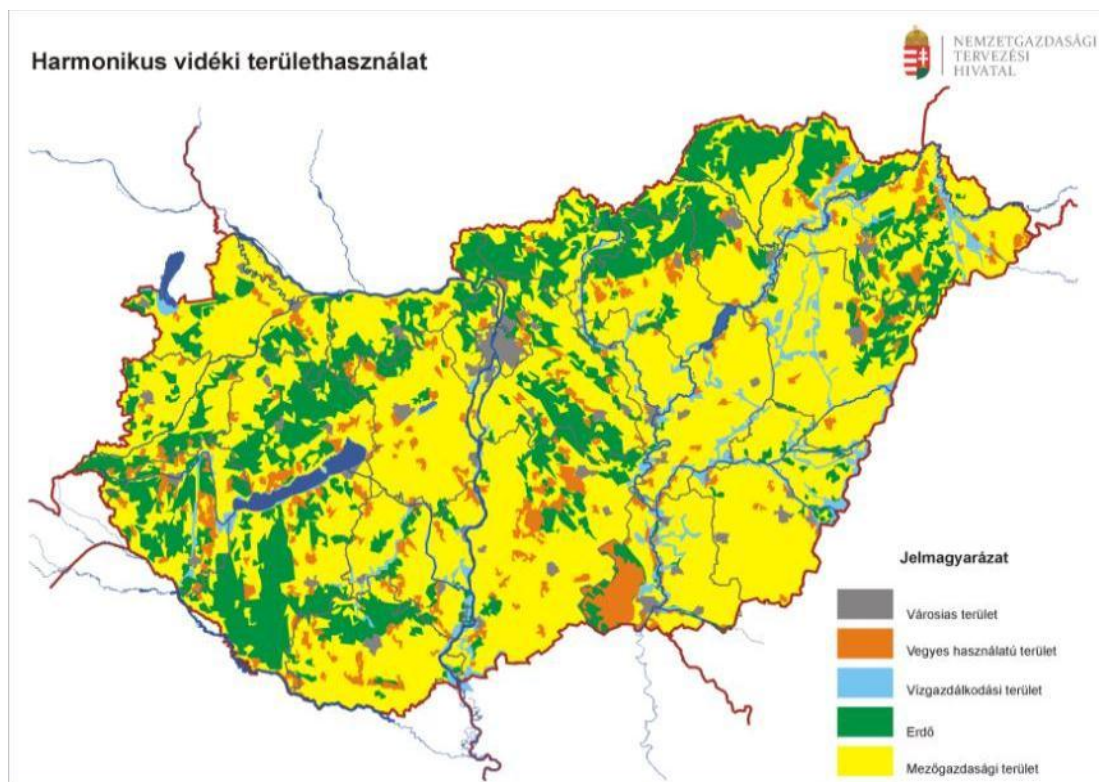 Harmonikus vidéki területhasználat
NEMZETGAZDASÁGI
TERVEZÉSI
HIVATAL
Jelmagyarázat
Városias terület
Vegyes használatú terület
Vízgazdálkodási terület
Erdő
Mezőgazdasági terület